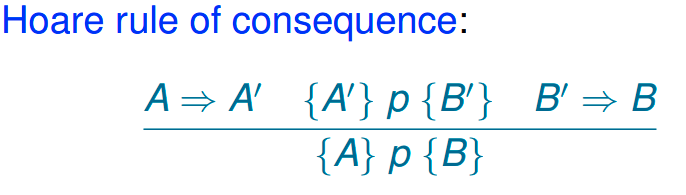 Hoare rule of consequence:
A ⇒ A′ {A′} p {B′} B′ ⇒ B
{A} p {B}